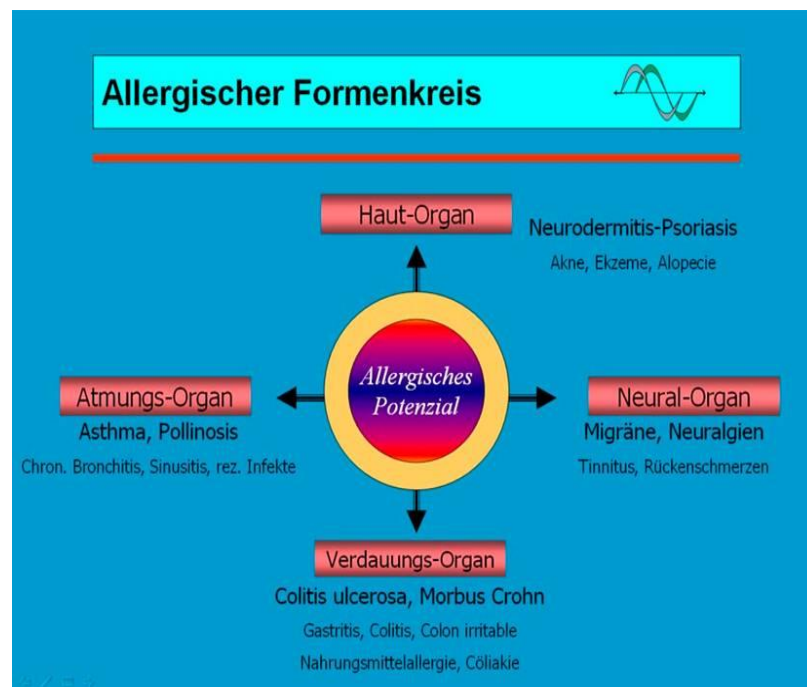 Allergischer Formenkreis
Haut-Organ
Neurodermitis-Psoriasis
Akne, Ekzeme, Alopecie
Allergisches
Potenzial
Atmungs-Organ
Asthma, Pollinosis
Chron. Bronchitis, Sinusitis, rez. Infekte
Neural-Organ
Migräne, Neuralgien
Tinnitus, Rückenschmerzen
Verdauungs-Organ
Colitis ulcerosa, Morbus Crohn
Gastritis, Colitis, Colon irritable
Nahrungsmittelallergie, Cöliakie